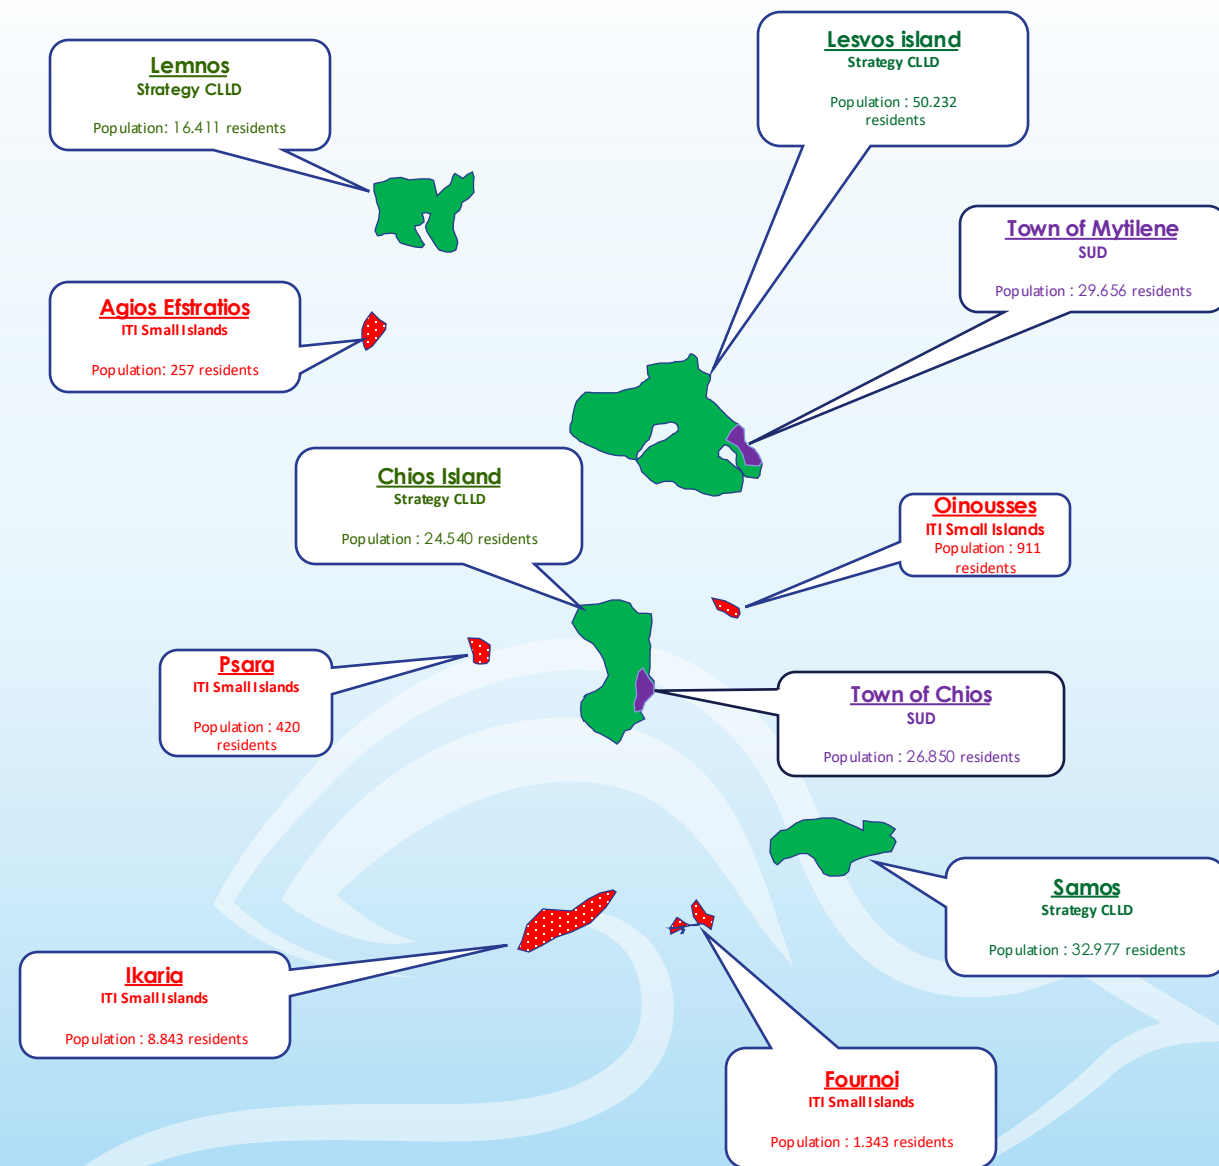 Lemnos
Strategy CLLD
Population: 16.411 residents
Lesvos island
Strategy CLLD
Population : 50.232
residents
Town of Mytilene
SUD
Population : 29.656 residents
Agios Efstratios
ITI Small Islands
Population: 257 residents
Chios Island
Strategy CLLD
Population : 24.540 residents
Oinousses
ITI Small Islands
Population : 911
residents
Psara
ITI Small Islands
Population : 420
residents
Town of Chios
SUD
Population : 26.850 residents
Samos
Strategy CLLD
Population : 32.977 residents
Ikaria
ITI Small Islands
Population : 8.843 residents
Fournoi
ITI Small Islands
Population : 1.343 residents